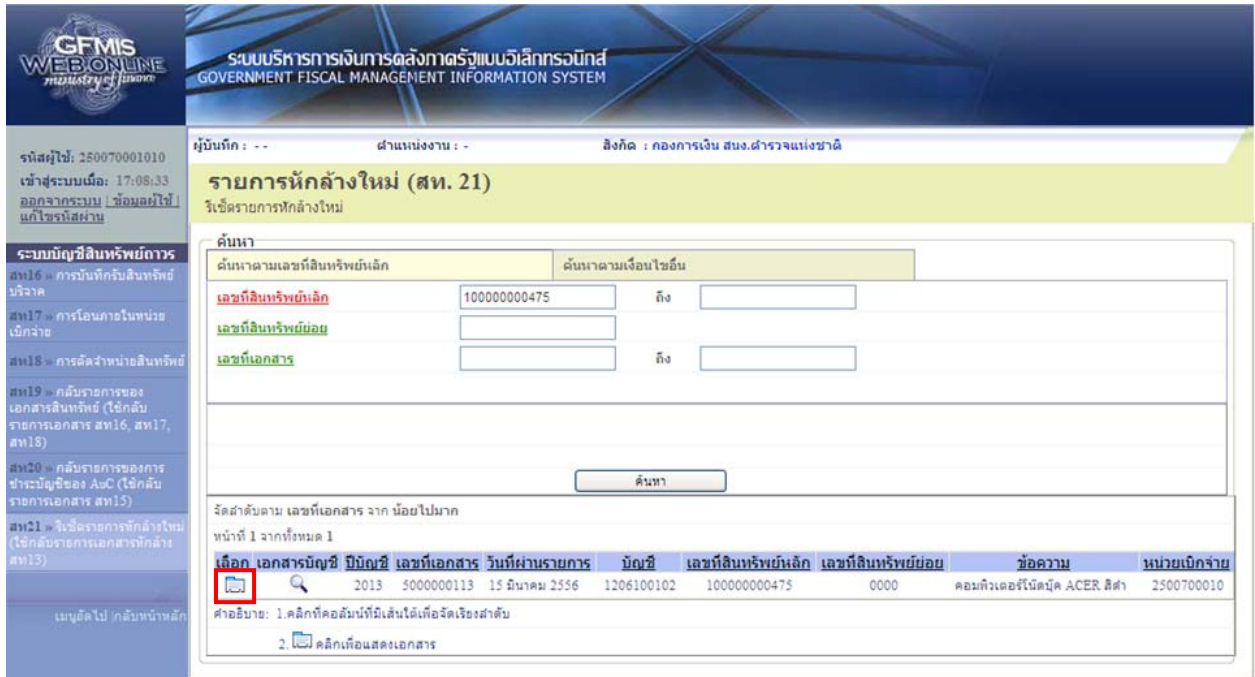 GFMIS
WEB ONLINE
ministry of finance
ระบบบริหารการเงินการคลังภาครัฐแบบอิเล็กทรอนิกส์
GOVERNMENT FISCAL MANAGEMENT INFORMATION SYSTEM
รหัสผู้ใช้: 250070001010
เข้าสู่ระบบเมื่อ: 17:08:33
ออกจากระบบ | ข้อมูลผู้ใช้ |
แก้ไขรหัสผ่าน
ผู้บันทึก : - - ตำแหน่งงาน : - สังกัด : กองการเงิน สนง.ตำรวจแห่งชาติ
รายการหักล้างใหม่ (สท. 21)
รีเซ็ตรายการหักล้างใหม่
ระบบบัญชีสินทรัพย์ถาวร
สท16 » การบันทึกรับสินทรัพย์
บริจาค
สท17 » การโอนภายในหน่วย
เบิกจ่าย
สท18 » การตัดจำหน่ายสินทรัพย์
สท19 » กลับรายการของ
เอกสารสินทรัพย์ (ใช้กลับ
รายการเอกสาร สท16, สท17,
สท18)
สท20 » กลับรายการของการ
ชำระบัญชีของ AuC (ใช้กลับ
รายการเอกสาร สท15)
สท21 » รีเซ็ตรายการหักล้างใหม่
(ใช้กลับรายการเอกสารหักล้าง
สท13)
เมนูถัดไป |กลับหน้าหลัก
ค้นหา
ค้นหาตามเลขที่สินทรัพย์หลัก ค้นหาตามเงื่อนไขอื่น
เลขที่สินทรัพย์หลัก 100000000475 ถึง
เลขที่สินทรัพย์ย่อย
เลขที่เอกสาร ถึง
ค้นหา
จัดลำดับตาม เลขที่เอกสาร จาก น้อยไปมาก
หน้าที่ 1 จากทั้งหมด 1
เลือก เอกสารบัญชี ปีบัญชี เลขที่เอกสาร วันที่ผ่านรายการ บัญชี เลขที่สินทรัพย์หลัก เลขที่สินทรัพย์ย่อย ข้อความ หน่วยเบิกจ่าย
2013 5000000113 15 มีนาคม 2556 1206100102 100000000475 0000 คอมพิวเตอร์โน๊ตบุ๊ค ACER สีดำ 2500700010
คำอธิบาย: 1.คลิกที่คอลัมน์ที่มีเส้นใต้เพื่อจัดเรียงลำดับ
2. คลิกเพื่อแสดงเอกสาร